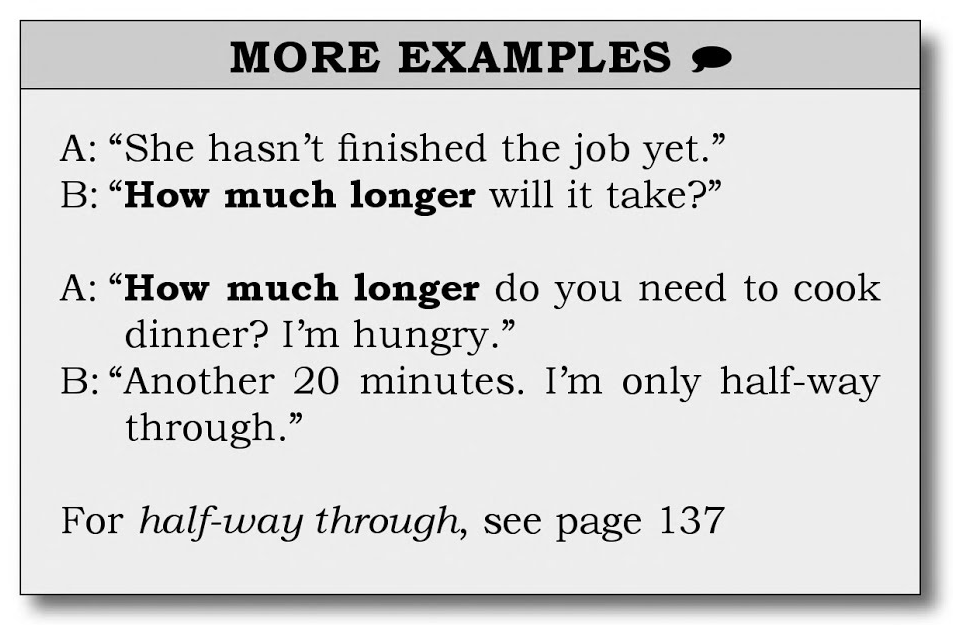 MORE EXAMPLES
A: “She hasn’t finished the job yet.”
B: “How much longer will it take?”
A: “How much longer do you need to cook
dinner? I’m hungry.”
B: “Another 20 minutes. I’m only half-way
through.”
For half-way through, see page 137